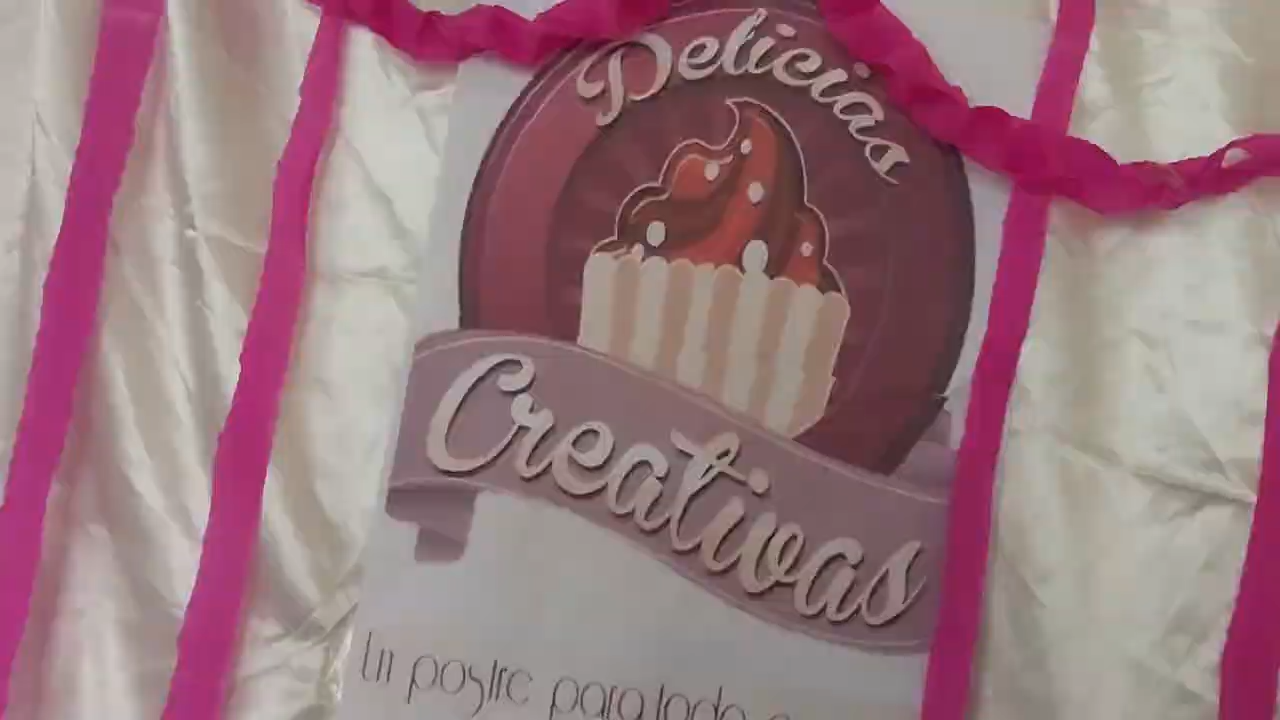 Delicias
Creativas
Un postre para todo